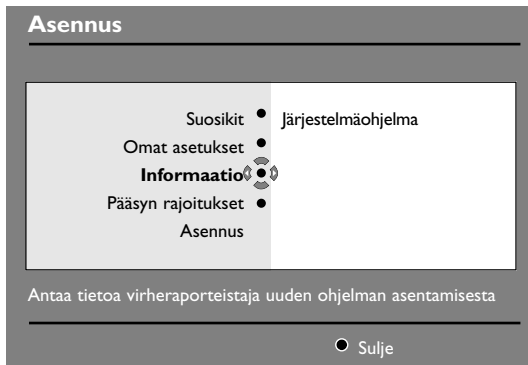 Asennus
Suosikit Järjestelmäohjelma
Omat asetukset
Informaatio
Pääsyn rajoitukset
Asennus
Antaa tietoa virheraporteistaja uuden ohjelman asentamisesta
Sulje